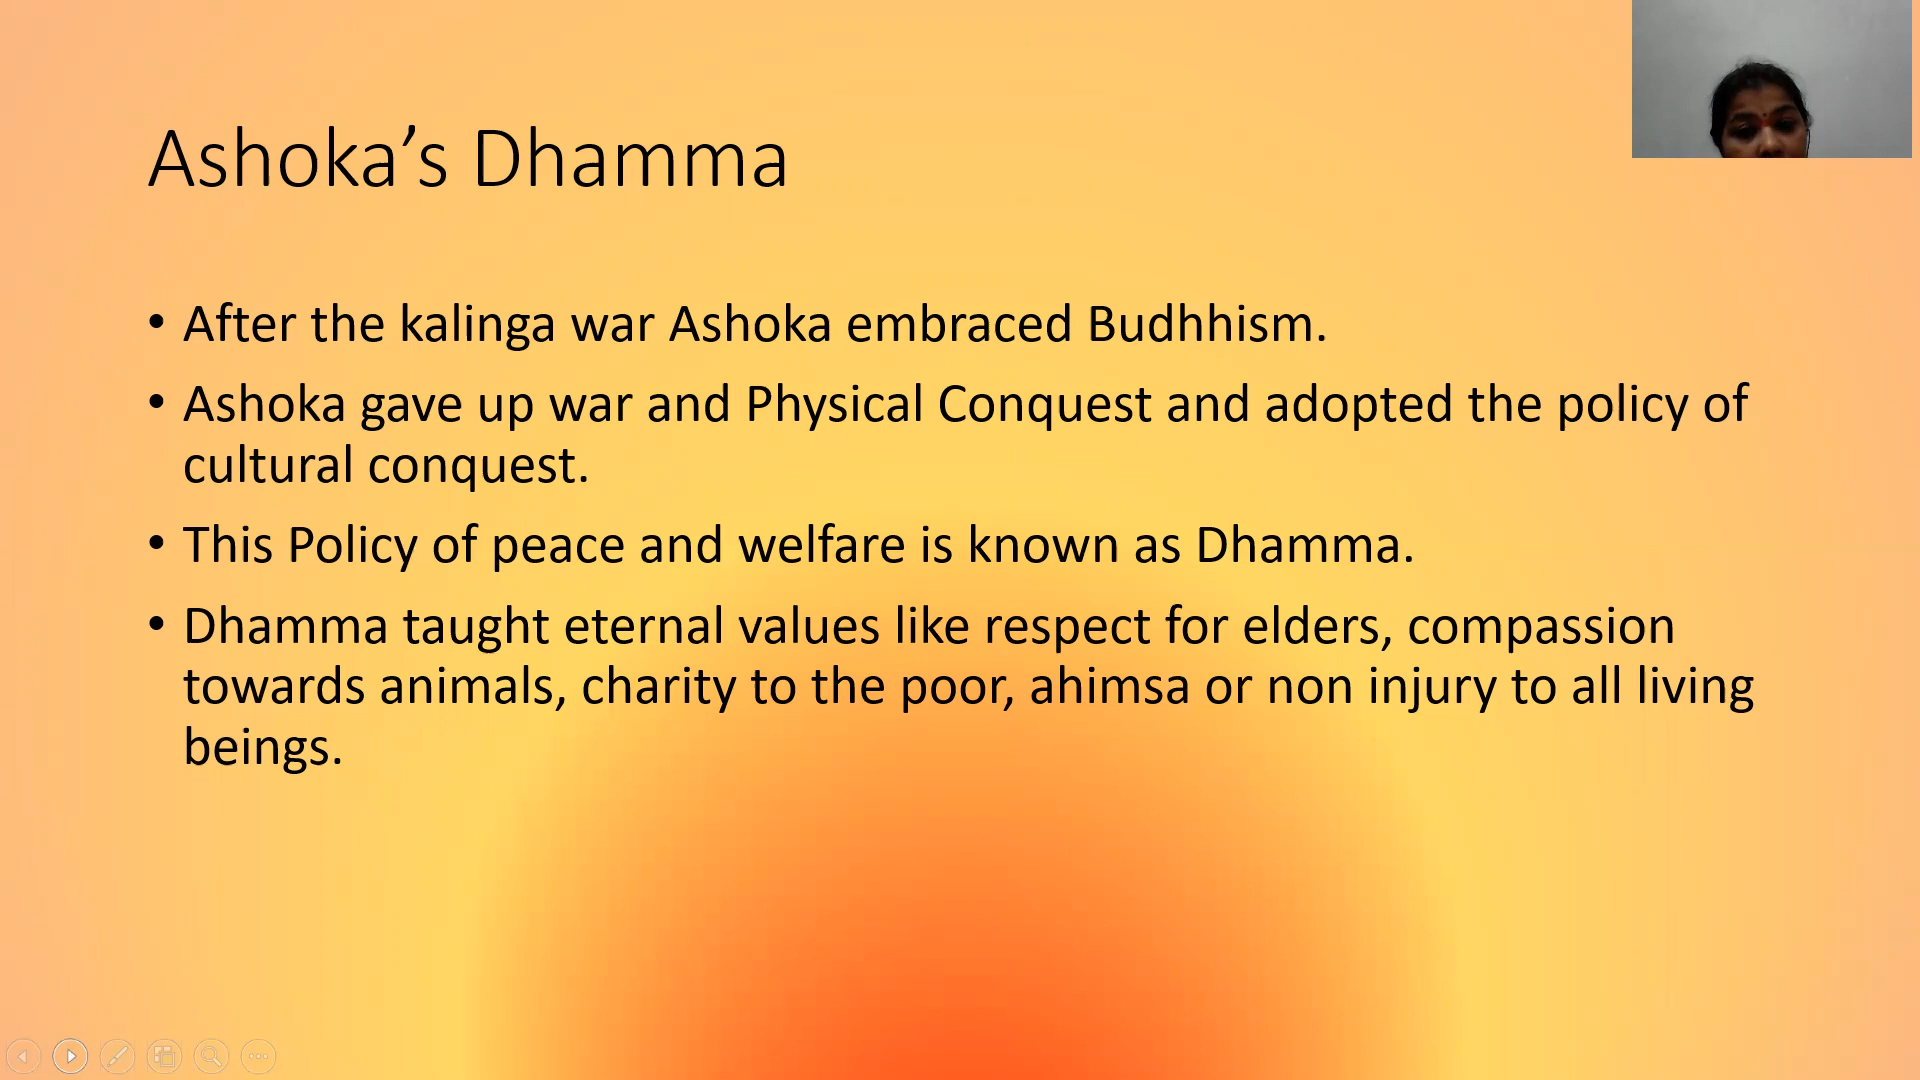 Ashoka’s Dhamma
• After the kalinga war Ashoka embraced Budhhism.
• Ashoka gave up war and Physical Conquest and adopted the policy of
cultural conquest.
• This Policy of peace and welfare is known as Dhamma.
• Dhamma taught eternal values like respect for elders, compassion
towards animals, charity to the poor, ahimsa or non injury to all living
beings.